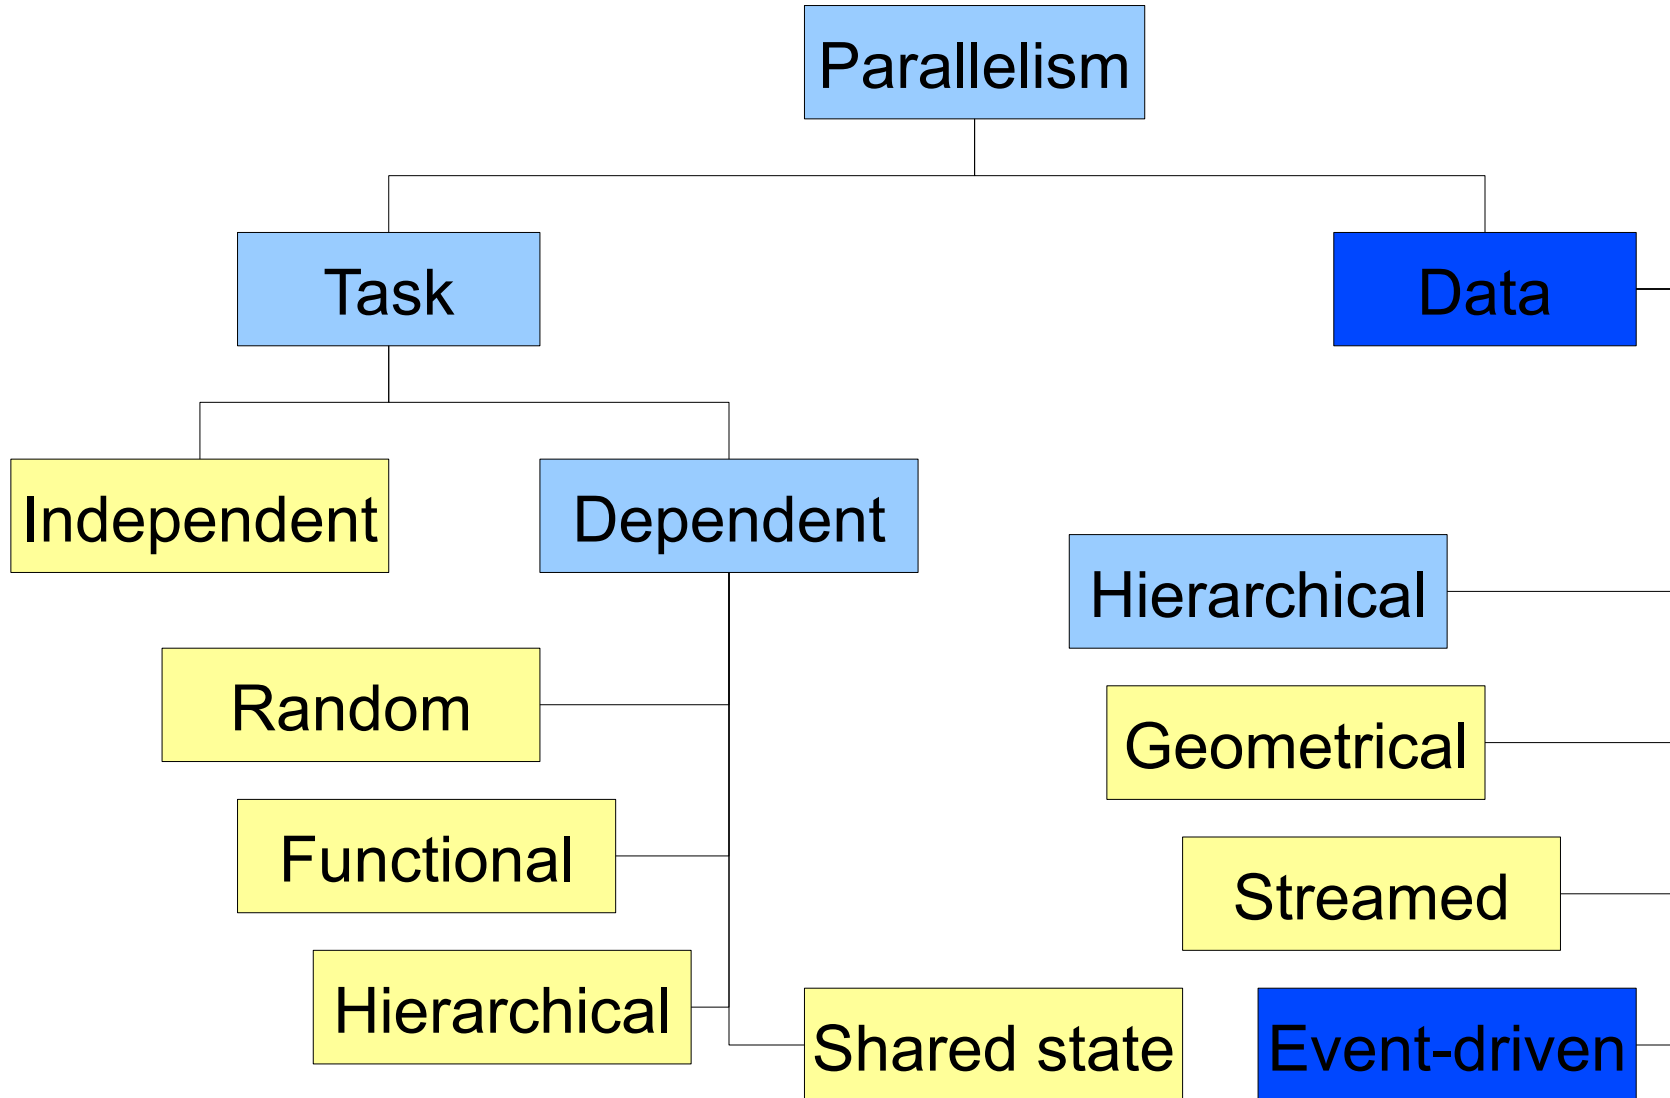 Parallelism
Task
Data
Independent
Dependent
Hierarchical
Random
Geometrical
Functional
Streamed
Hierarchical
Shared state
Event-driven